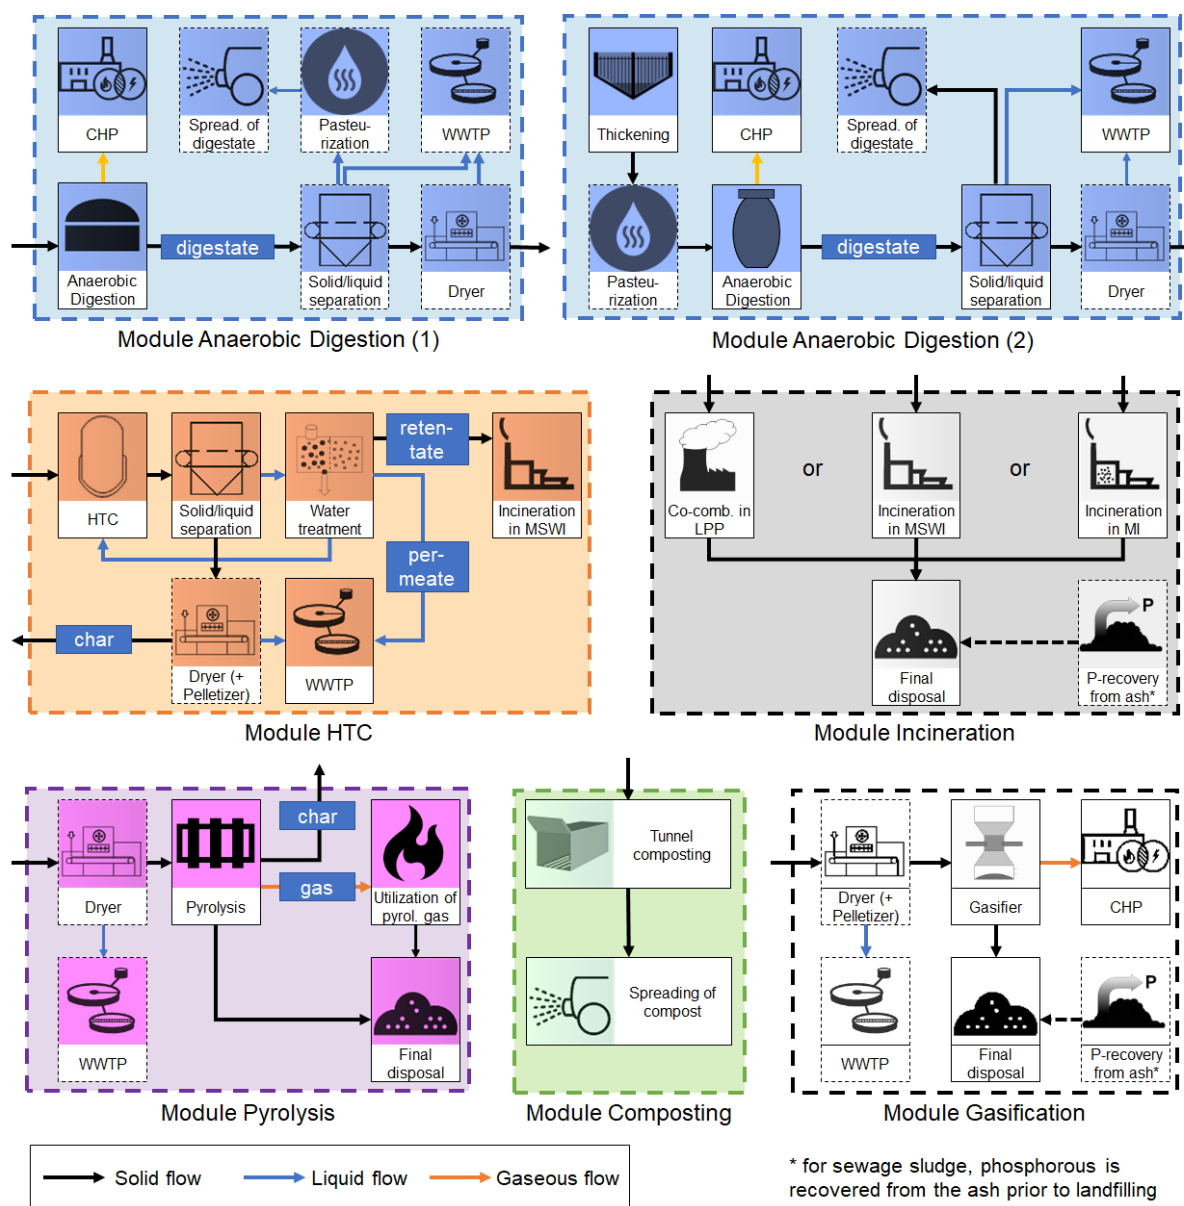 CHP
Spread. of
digestate
Pasteu-
rization
WWTP
Anaerobic
Digestion
digestate
Solid/liquid
separation
Dryer
Module Anaerobic Digestion (1)
Thickening
CHP
Spread. of
digestate
WWTP
Pasteu-
rization
Anaerobic
Digestion
digestate
Solid/liquid
separation
Dryer
Module Anaerobic Digestion (2)
HTC
Solid/liquid
separation
Water
treatment
reten-
tate
Incineration
in MSWI
per-
meate
char
Dryer (+
Pelletizer)
WWTP
Module HTC
Co-comb. in
LPP
or
Incineration
in MSWI
or
Incineration
in MI
Final
disposal
P
P-recovery
from ash*
Module Incineration
Dryer
Pyrolysis
char
gas
Utilization of
pyrol. gas
WWTP
Final
disposal
Module Pyrolysis
Tunnel
composting
Spreading of
compost
Module Composting
Dryer (+
Pelletizer)
Gasifier
CHP
WWTP
Final
disposal
P
P-recovery
from ash*
Module Gasification
Solid flow
Liquid flow
Gaseous flow
* for sewage sludge, phosphorous is
recovered from the ash prior to landfilling